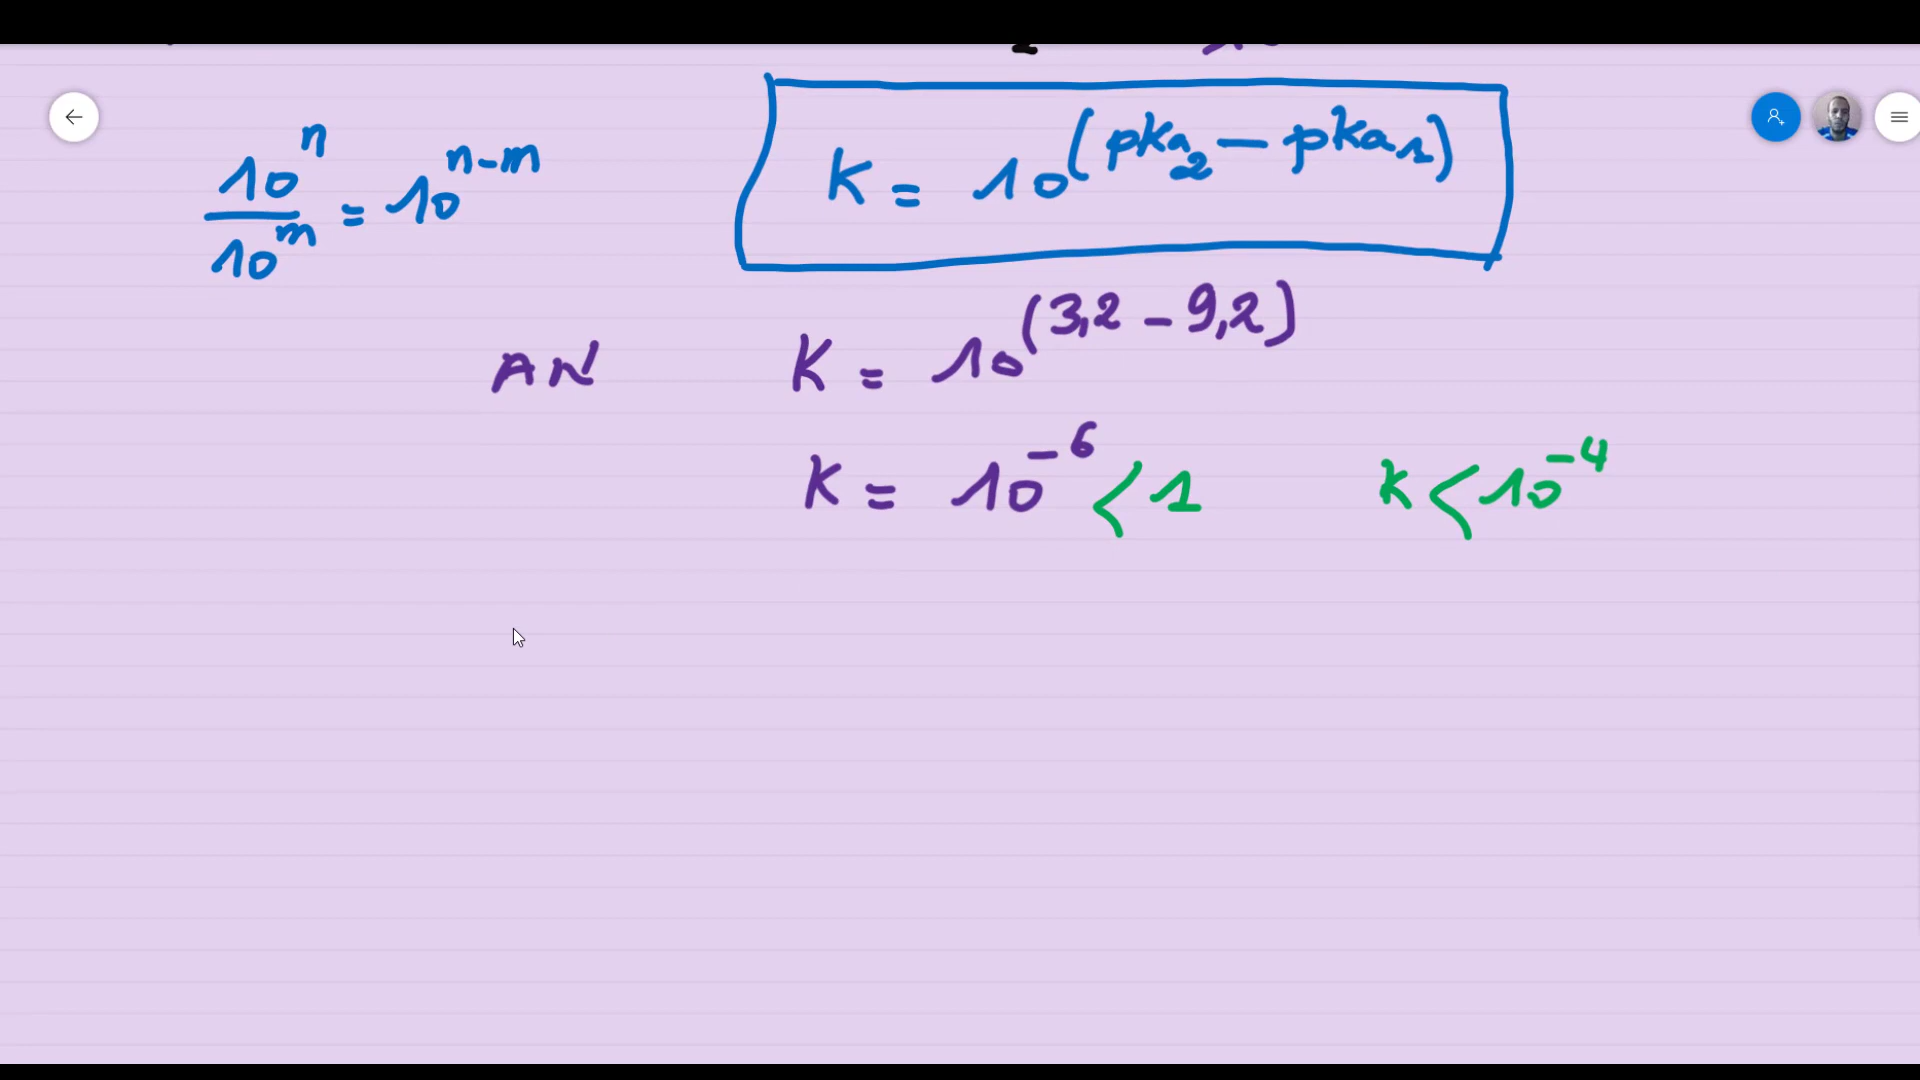 10^n / 10^m = 10^(n-m)
K = 10^(pka₂ - pka₁)
AN K = 10^(3,2 - 9,2)
K = 10^-6 < 1 K < 10^-4